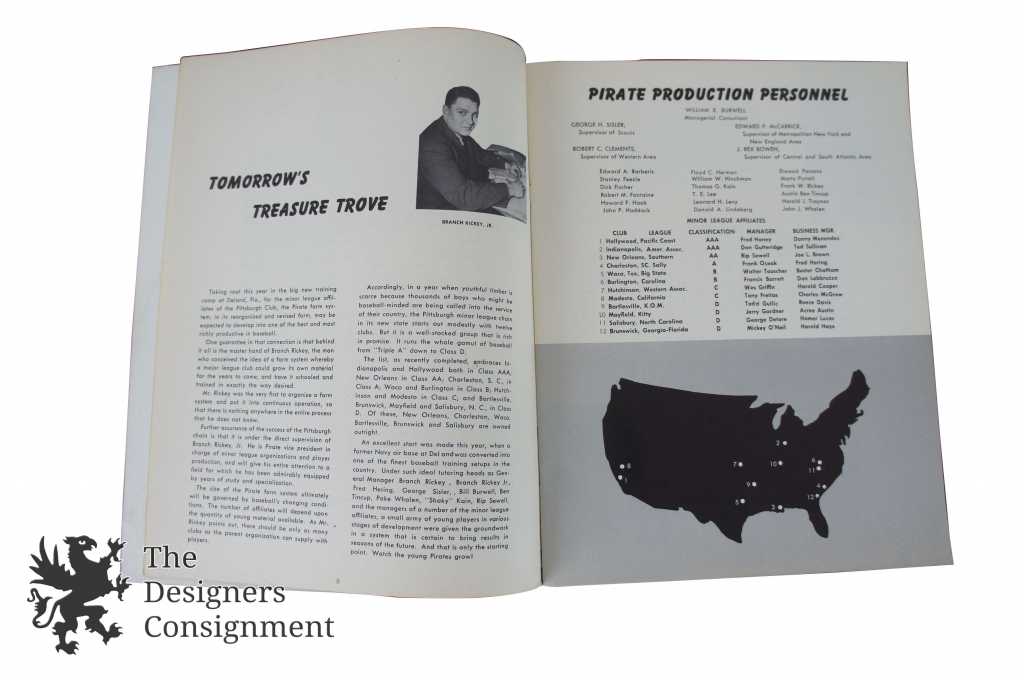 TOMORROW'S
TREASURE TROVE
BRANCH RICKEY, JR.
Taking root this year in the big new training
camp at DeLand, Fla., for the minor league affil-
iates of the Pittsburgh Club, the Pirate farm sys-
tem, in its reorganized and revised form, may be
expected to develop into one of the best and most
richly productive in baseball.
One guarantee in that connection is that behind
it all is the master hand of Branch Rickey, the man
who conceived the idea of a farm system whereby
a major league club could grow its own material
for the years to come, and have it schooled and
trained in exactly the way desired.
Mr. Rickey was the very first to organize a farm
system and put it into continuous operation, so
that there is nothing anywhere in the entire process
that he does not know.
Further assurance of the success of the Pittsburgh
chain is that it is under the direct supervision of
Branch Rickey, Jr. He is Pirate vice president in
charge of minor league organizations and player
production, and will give his entire attention to a
field for which he has been admirably equipped
by years of study and specialization.
The size of the Pirate farm system ultimately
will be governed by baseball's changing condi-
tions. The number of affiliates will depend upon
the quantity of young material available. As Mr.
Rickey points out, there should be only as many
clubs as the parent organization can supply with
players.
Accordingly, in a year when youthful timber is
scarce because thousands of boys who might be
baseball-minded are being called into the service
of their country, the Pittsburgh minor league chain
in its new state starts out modestly with twelve
clubs. But it is a well-stocked group that is rich
in promise. It runs the whole gamut of baseball
from "Triple A" down to Class D.
The list, as recently completed, embraces In-
dianapolis and Hollywood both in Class AAA,
New Orleans in Class AA; Charleston, S. C., in
Class A; Waco and Burlington in Class B; Hutch-
inson and Modesto in Class C; and Bartlesville,
Brunswick, Mayfield and Salisbury, N. C., in Class
D. Of these, New Orleans, Charleston, Waco,
Bartlesville, Brunswick and Salisbury are owned
outright.
An excellent start was made this year, when a
former Navy air base at DeLand was converted into
one of the finest baseball training setups in the
country. Under such ideal tutoring heads as Gen-
eral Manager Branch Rickey, Branch Rickey Jr.,
Fred Hering, George Sisler, Bill Burwell, Ben
Tincup, Poke Whalen, "Shaky" Kain, Rip Sewell,
and the managers of a number of the minor league
affiliates, a small army of young players in various
stages of development were given the groundwork
in a system that is certain to bring results in
seasons of the future. And that is only the starting
point. Watch the young Pirates grow!
PIRATE PRODUCTION PERSONNEL
WILLIAM E. BURWELL
Managerial Consultant
GEORGE H. SISLER,
Supervisor of Scouts
EDWARD F. McCARRICK,
Supervisor of Metropolitan New York and
New England Area
ROBERT C. CLEMENTS,
Supervisor of Western Area
J. REX BOWEN,
Supervisor of Central and South Atlantic Area
Edward A. Barberis Floyd C. Herman Elwood Parsons
Stanley Feezle William W. Hinchman Marty Purtell
Dick Fischer Thomas G. Kain Frank W. Rickey
Robert M. Fontaine T. E. Lee Austin Ben Tincup
Howard F. Haak Leonard H. Levy Harold J. Traynor
John P. Haddock Donald A. Lindeberg John J. Whalen
MINOR LEAGUE AFFILIATES
CLUB LEAGUE CLASSIFICATION MANAGER BUSINESS MGR.
1 Hollywood, Pacific Coast AAA Fred Haney Danny Menendez
2 Indianapolis, Amer. Assoc. AAA Don Gutteridge Ted Sullivan
3 New Orleans, Southern AA Rip Sewell Joe L. Brown
4 Charleston, SC. Sally A Frank Oceak Fred Hering
5 Waco, Tex, Big State B Walter Tauscher Buster Chatham
6 Burlington, Carolina B Francis Barrett Dan Labbruzzo
7 Hutchinson, Western Assoc. C Wes Griffin Harold Cooper
8 Modesto, California C Tony Freitas Charles McGrew
9 Bartlesville, K.O.M. D Tedd Gullic Reeve Davis
10 Mayfield, Kitty D Jerry Gardner Acree Austin
11 Salisbury, North Carolina D George Detore Homer Lucas
12 Brunswick, Georgia-Florida D Mickey O'Neil Harold Hass
2
8
7
10
6
11
1
9
4
12
5
3
The
Designers
Consignment